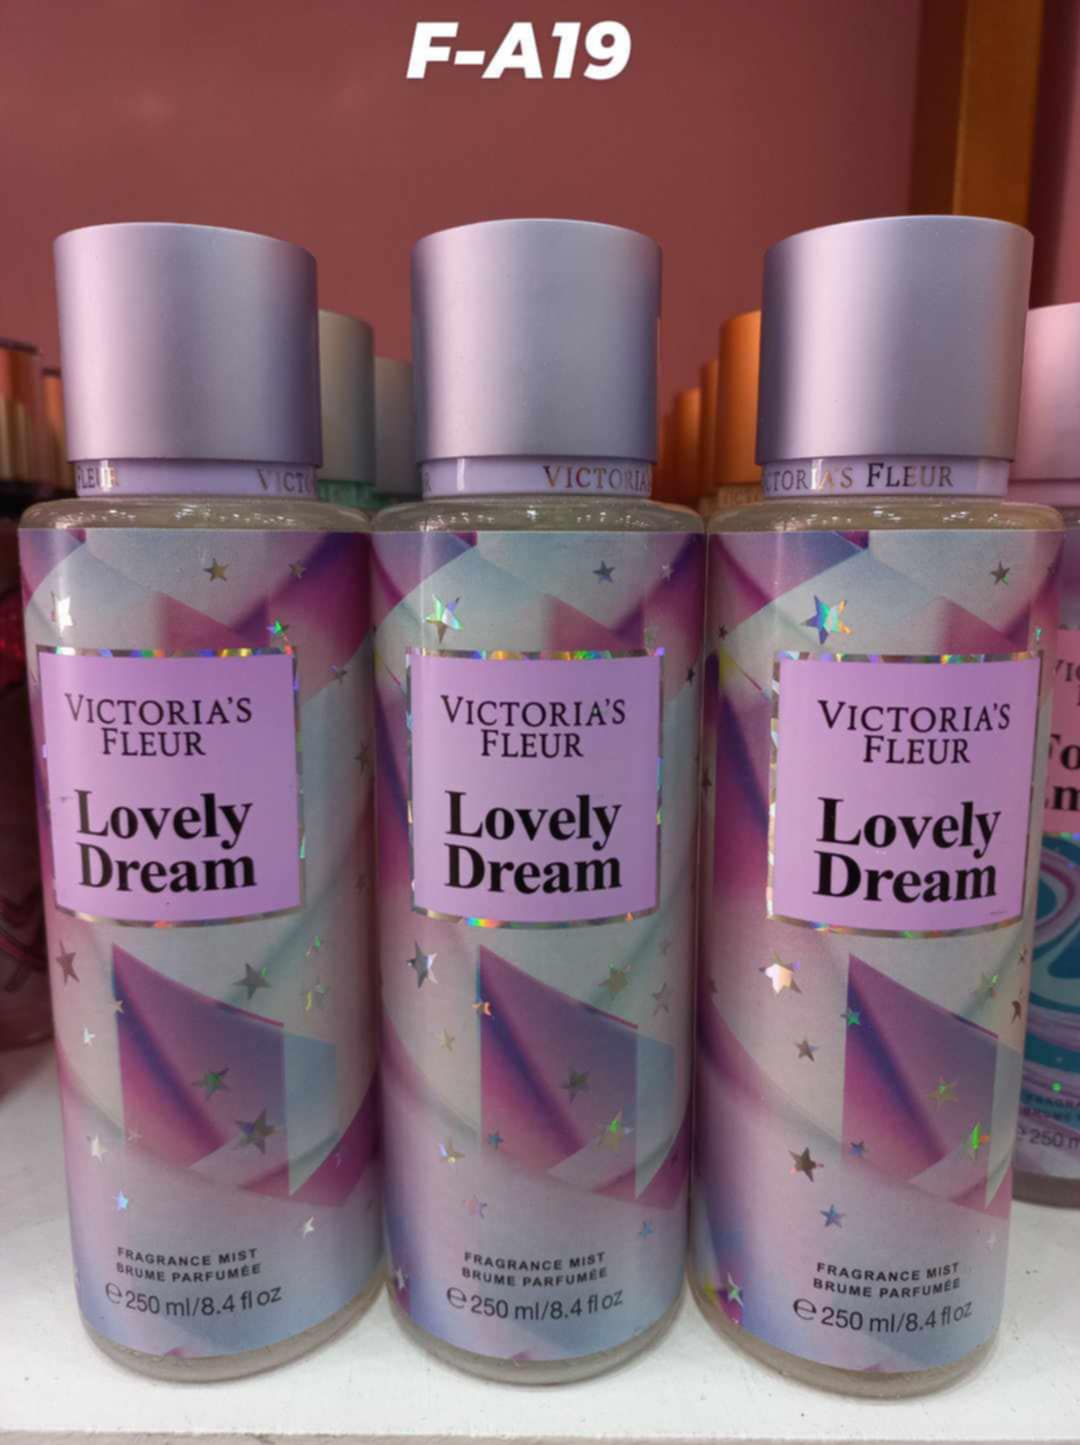 F-A19
FLEUR
VICTO
VICTORIA'
CTORIA'S FLEUR
VICTORIA'S
FLEUR
Lovely
Dream
FRAGRANCE MIST
BRUME PARFUMÉE
℮ 250 ml/8.4 fl oz
VICTORIA'S
FLEUR
Lovely
Dream
FRAGRANCE MIST
BRUME PARFUMÉE
℮ 250 ml/8.4 fl oz
VICTORIA'S
FLEUR
Lovely
Dream
FRAGRANCE MIST
BRUME PARFUMÉE
℮ 250 ml/8.4 fl oz